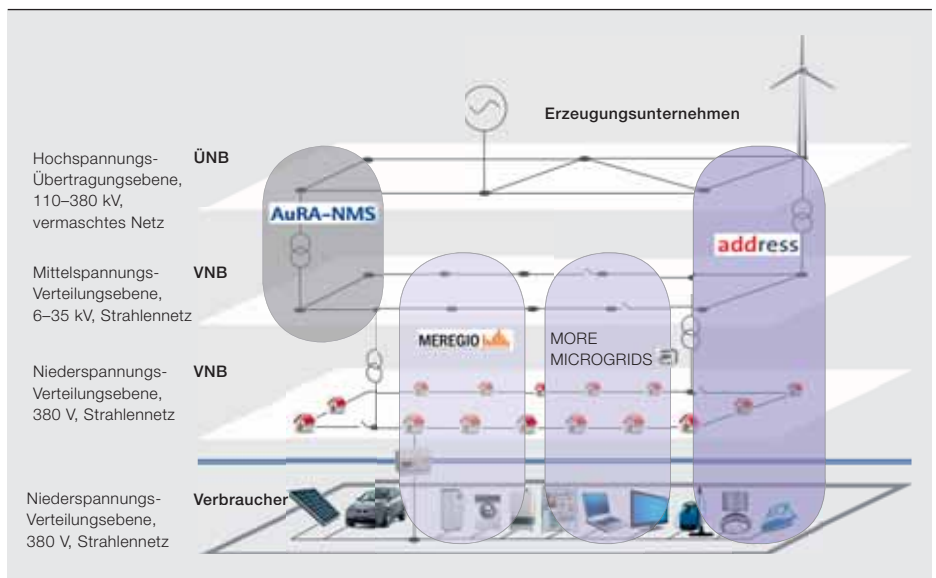 Erzeugungsunternehmen
Hochspannungs-
Übertragungsebene,
110–380 kV,
vermaschtes Netz
ÜNB
AuRA-NMS
address
Mittelspannungs-
Verteilungsebene,
6–35 kV, Strahlennetz
VNB
MEREGIO
MORE
MICROGRIDS
Niederspannungs-
Verteilungsebene,
380 V, Strahlennetz
VNB
Niederspannungs-
Verteilungsebene,
380 V, Strahlennetz
Verbraucher